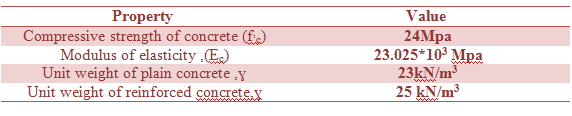 Property Value
Compressive strength of concrete (f'c) 24Mpa
Modulus of elasticity ,(Ec) 23.025*10³ Mpa
Unit weight of plain concrete ,γ 23kN/m³
Unit weight of reinforced concrete,γ 25 kN/m³